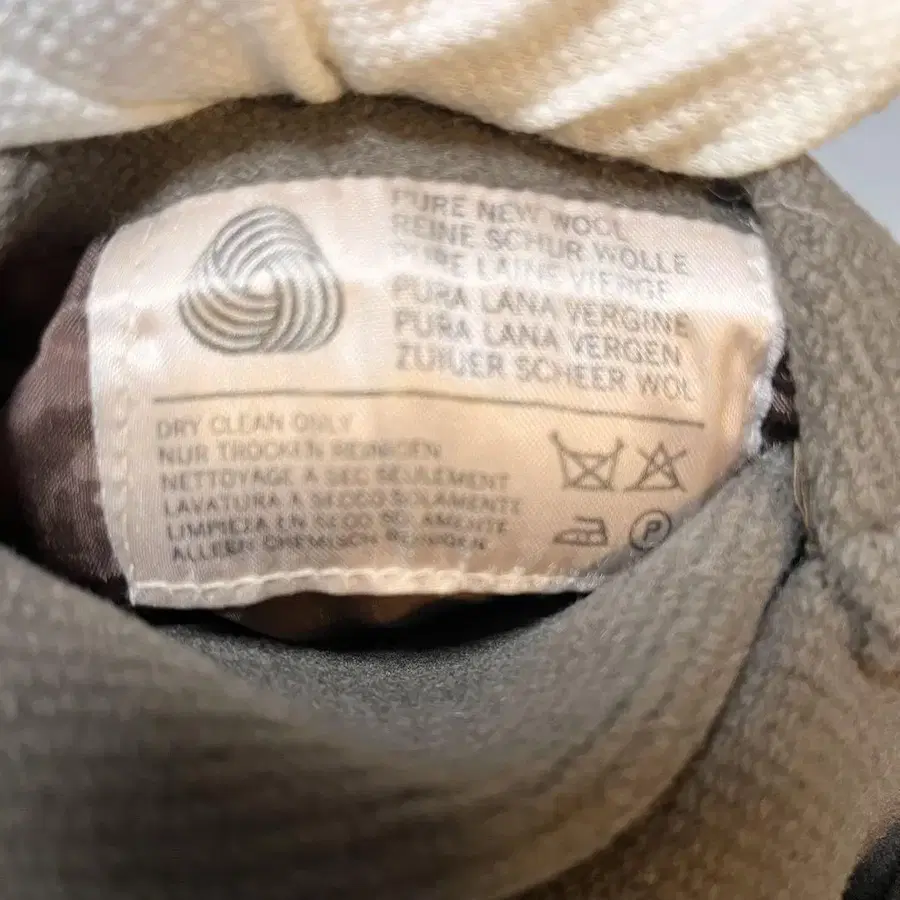 PURE NEW WOOL
REINE SCHUR WOLLE
PURE LAINE VIERGE
PURA LANA VERGINE
PURA LANA VERGEN
ZUIUER SCHEER WOL
DRY CLEAN ONLY
NUR TROCKEN REINIGEN
NETTOYAGE A SEC SEULEMENT
LAVATURA A SECCO SOLAMENTE
LIMPIEZA EN SECO SOLAMENTE
ALLEEN CHEMISCH REINIGEN
P